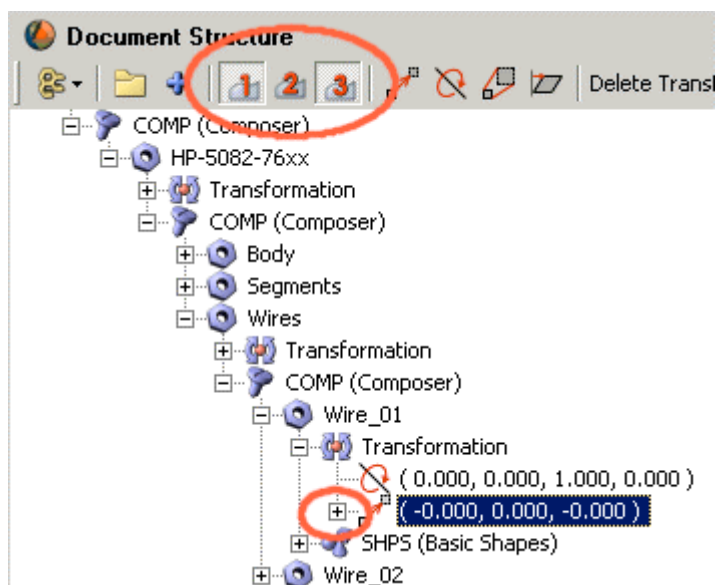 Document Structure
1 2 3 Delete Transl
COMP (Composer)
HP-5082-76xx
Transformation
COMP (Composer)
Body
Segments
Wires
Transformation
COMP (Composer)
Wire_01
Transformation
( 0.000, 0.000, 1.000, 0.000 )
( -0.000, 0.000, -0.000 )
SHPS (Basic Shapes)
Wire_02